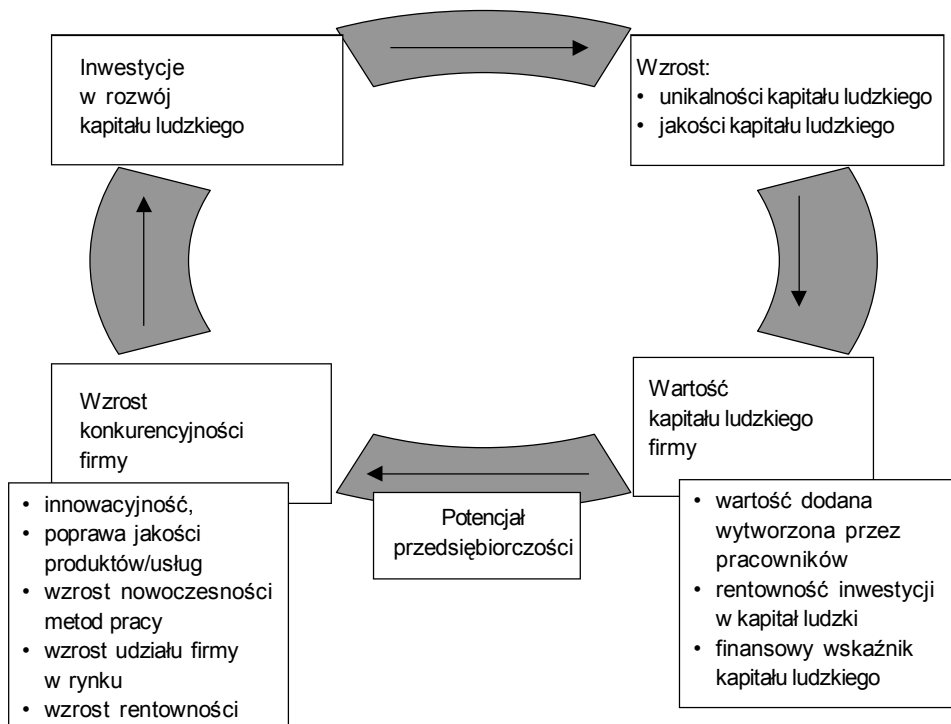 Inwestycje
w rozwój
kapitału ludzkiego
Wzrost:
• unikalności kapitału ludzkiego
• jakości kapitału ludzkiego
Wzrost
konkurencyjności
firmy
• innowacyjność,
• poprawa jakości
produktów/usług
• wzrost nowoczesności
metod pracy
• wzrost udziału firmy
w rynku
• wzrost rentowności
Potencjał
przedsiębiorczości
Wartość
kapitału ludzkiego
firmy
• wartość dodana
wytworzona przez
pracowników
• rentowność inwestycji
w kapitał ludzki
• finansowy wskaźnik
kapitału ludzkiego